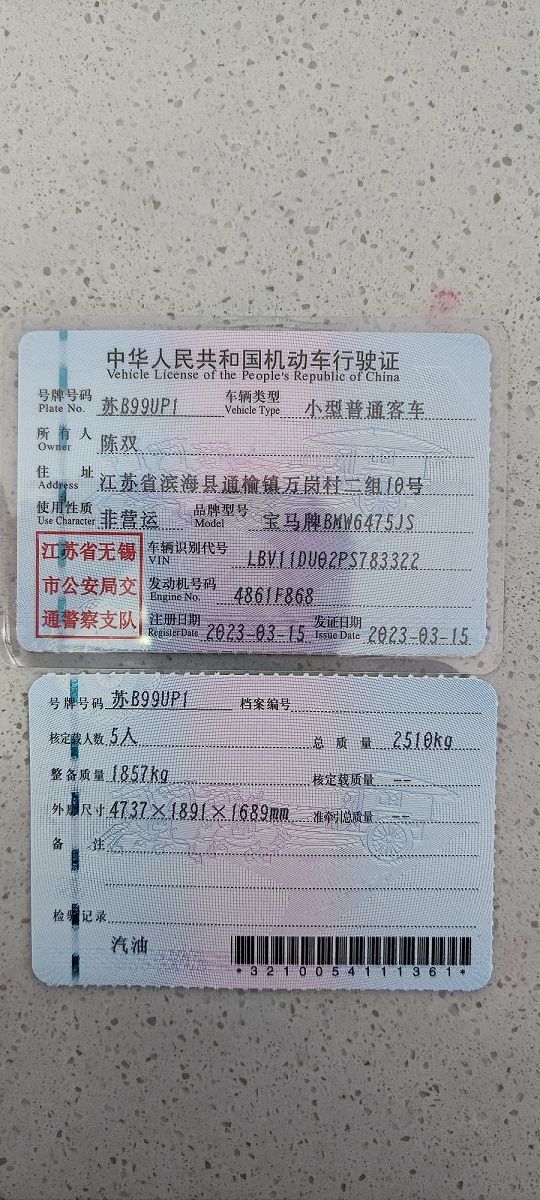 中华人民共和国机动车行驶证
Vehicle License of the People's Republic of China
号牌号码 Plate No. 苏B99UP1 车辆类型 Vehicle Type 小型普通客车
所有人 Owner 陈双
住址 Address 江苏省滨海县通榆镇万岗村二组10号
使用性质 Use Character 非营运 品牌型号 Model 宝马牌BMW6475JS
江苏省无锡
市公安局交
通警察支队
车辆识别代号 VIN LBV11DU02PS783322
发动机号码 Engine No. 4861F868
注册日期 Register Date 2023-03-15 发证日期 Issue Date 2023-03-15
号牌号码 苏B99UP1 档案编号
核定载人数 5人 总质量 2510kg
整备质量 1857kg 核定载质量 --
外廓尺寸 4737×1891×1689mm 准牵引总质量 --
备注
检验记录
汽油
*3210054111361*